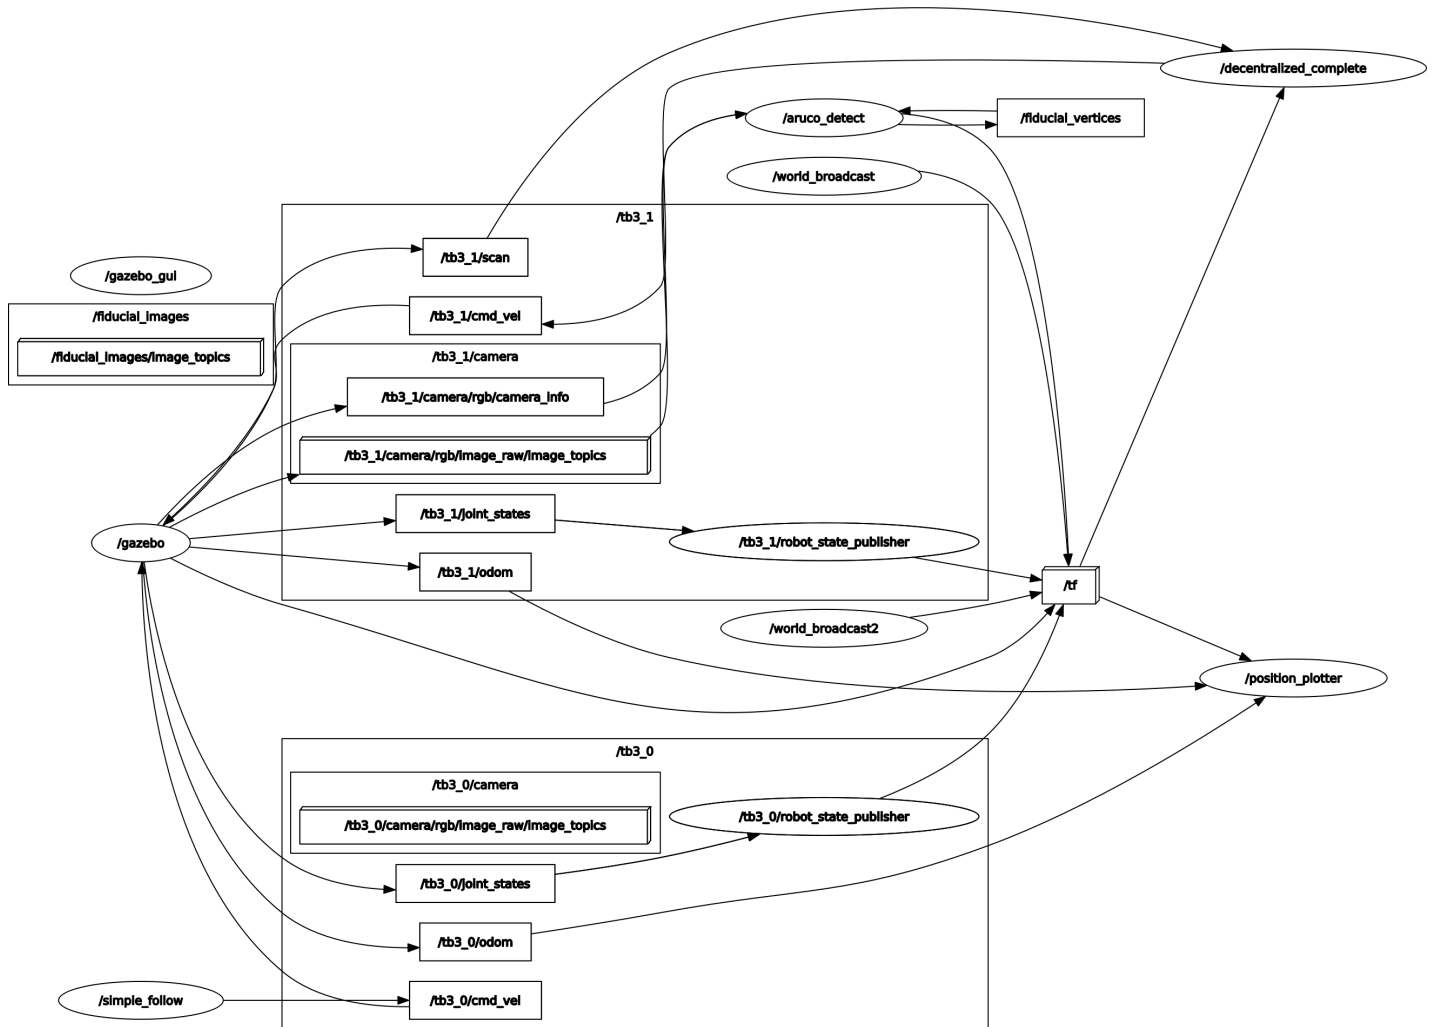 /decentralized_complete
/aruco_detect
/fiducial_vertices
/world_broadcast
/tb3_1
/tb3_1/scan
/gazebo_gui
/fiducial_images
/fiducial_images/image_topics
/tb3_1/cmd_vel
/tb3_1/camera
/tb3_1/camera/rgb/camera_info
/tb3_1/camera/rgb/image_raw/image_topics
/tb3_1/joint_states
/gazebo
/tb3_1/robot_state_publisher
/tb3_1/odom
/tf
/world_broadcast2
/position_plotter
/tb3_0
/tb3_0/camera
/tb3_0/camera/rgb/image_raw/image_topics
/tb3_0/robot_state_publisher
/tb3_0/joint_states
/tb3_0/odom
/simple_follow
/tb3_0/cmd_vel